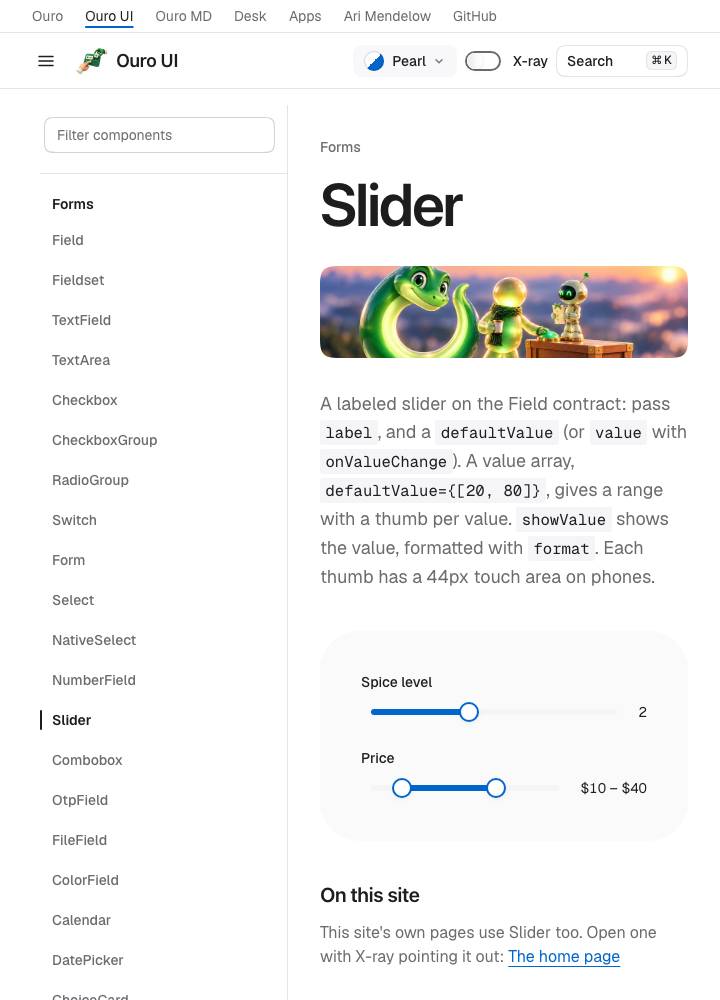 Ouro
Ouro UI
Ouro MD
Desk
Apps
Ari Mendelow
GitHub
Ouro UI
Pearl
X-ray
Search
⌘ K
Filter components
Forms
Field
Fieldset
TextField
TextArea
Checkbox
CheckboxGroup
RadioGroup
Switch
Form
Select
NativeSelect
NumberField
Slider
Combobox
OtpField
FileField
ColorField
Calendar
DatePicker
ChoiceCard
Forms
Slider
A labeled slider on the Field contract: pass
label , and a defaultValue (or value with
onValueChange ). A value array,
defaultValue={[20, 80]} , gives a range
with a thumb per value. showValue shows
the value, formatted with format . Each
thumb has a 44px touch area on phones.
Spice level
2
Price
$10 – $40
On this site
This site's own pages use Slider too. Open one
with X-ray pointing it out: The home page